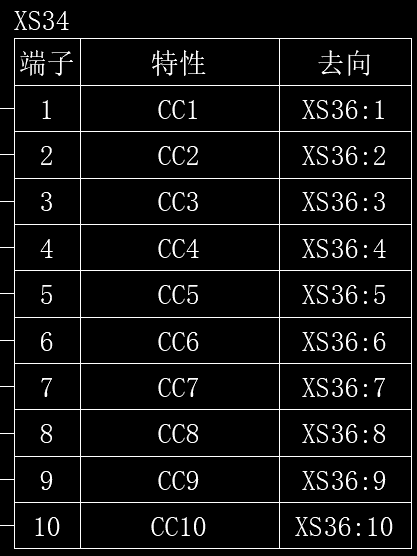 XS34
端子 特性 去向
1 CC1 XS36:1
2 CC2 XS36:2
3 CC3 XS36:3
4 CC4 XS36:4
5 CC5 XS36:5
6 CC6 XS36:6
7 CC7 XS36:7
8 CC8 XS36:8
9 CC9 XS36:9
10 CC10 XS36:10